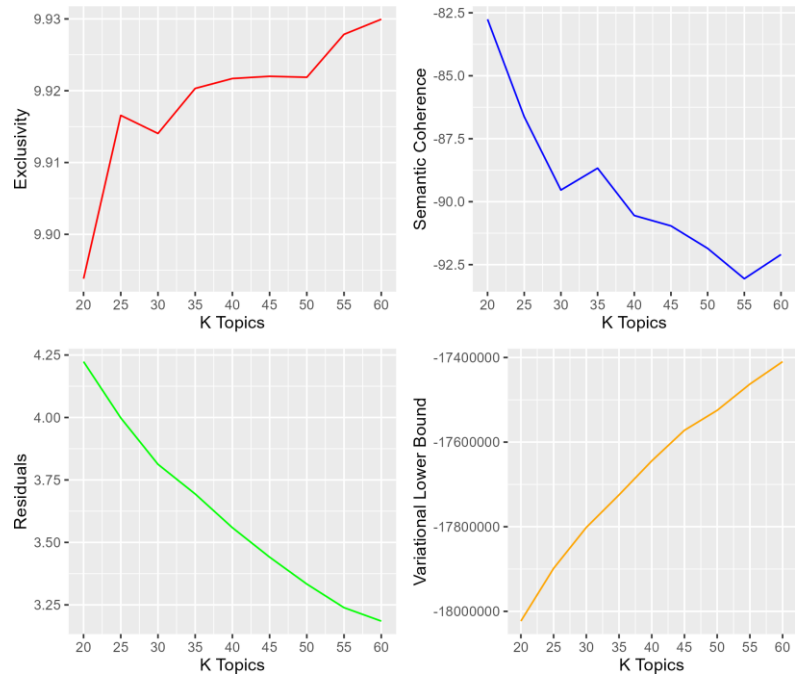 Exclusivity
9.93
9.92
9.91
9.90
20 25 30 35 40 45 50 55 60
K Topics
Semantic Coherence
-82.5
-85.0
-87.5
-90.0
-92.5
20 25 30 35 40 45 50 55 60
K Topics
Residuals
4.25
4.00
3.75
3.50
3.25
20 25 30 35 40 45 50 55 60
K Topics
Variational Lower Bound
-17400000
-17600000
-17800000
-18000000
20 25 30 35 40 45 50 55 60
K Topics